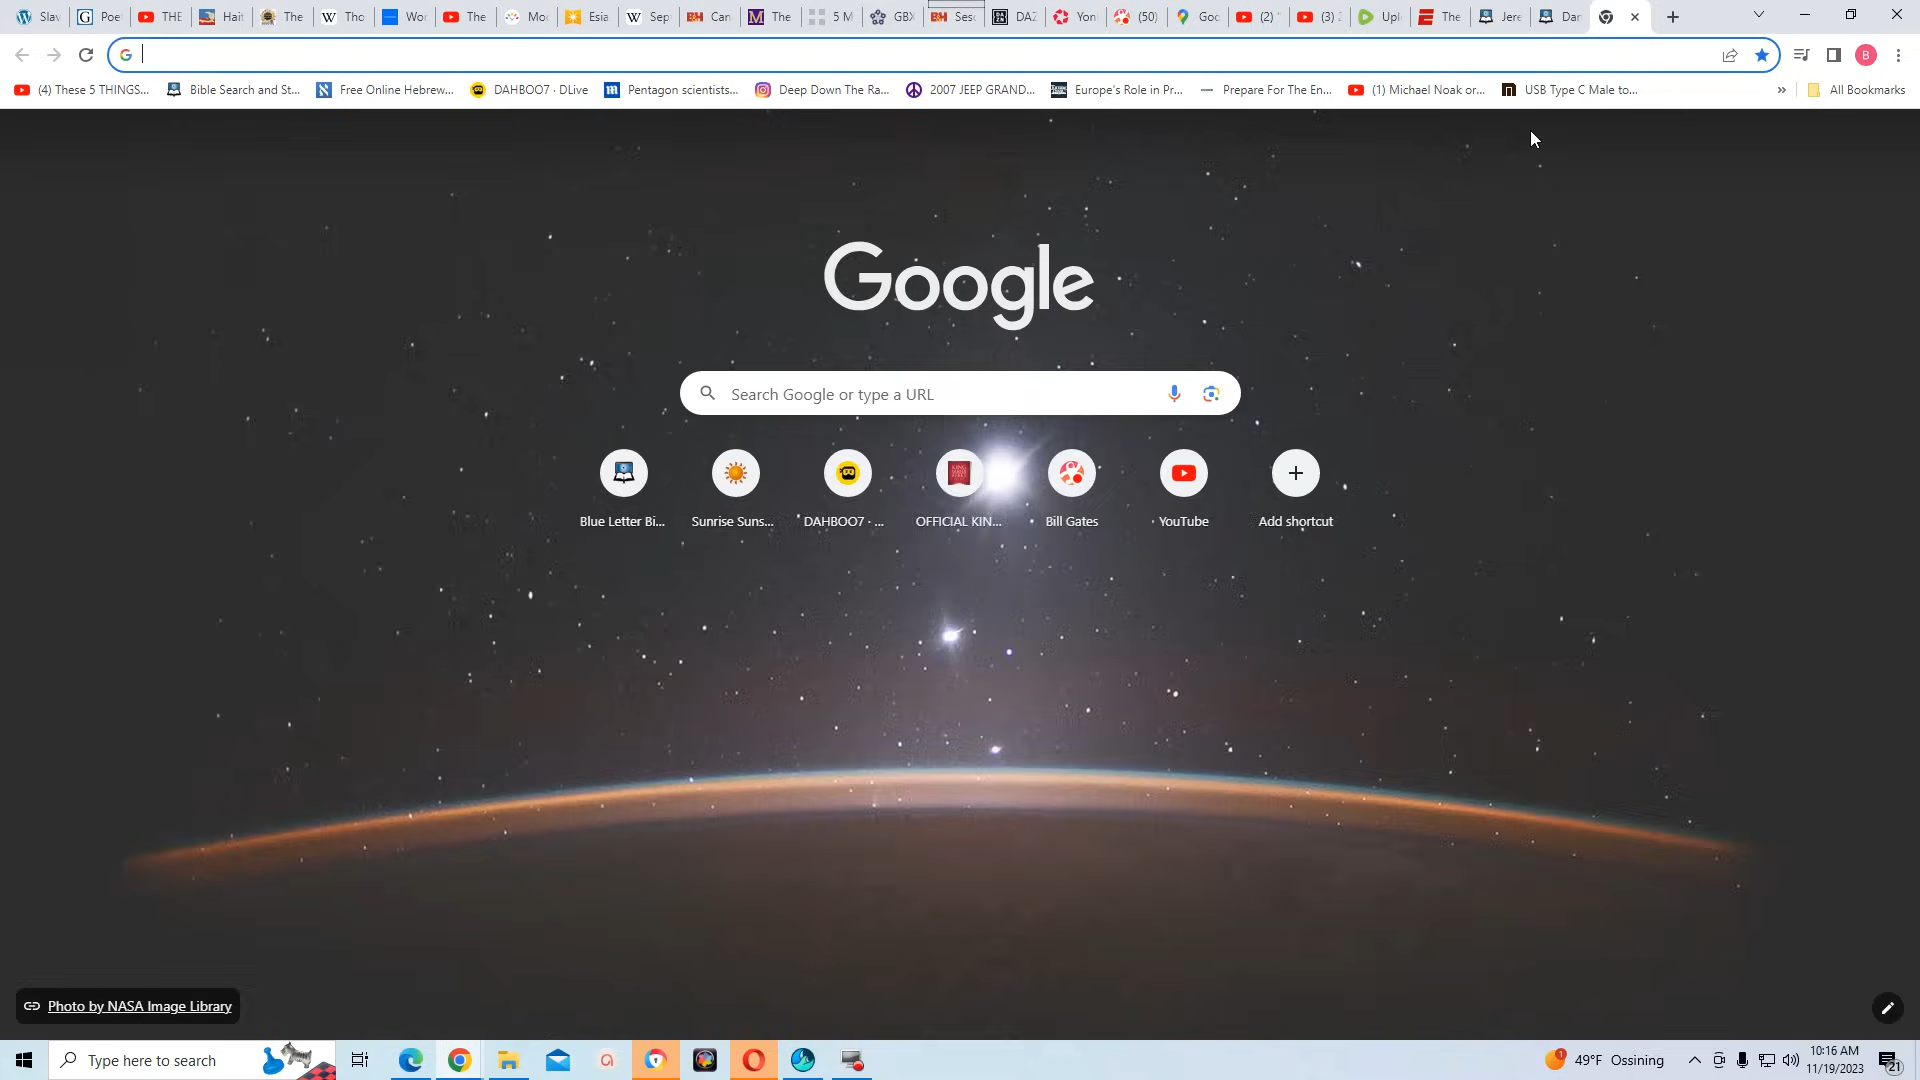 Slav
Poe
THE
Hait
The
Tho
Wor
The
Mo
Esia
Sep
Can
The
5 M
GBX
Seso
DAZ
Yon
(50)
Goo
(2)
(3)
Uplo
The
Jere
Dar
(4) These 5 THINGS...
Bible Search and St...
Free Online Hebrew...
DAHBOO7 · DLive
Pentagon scientists...
Deep Down The Ra...
2007 JEEP GRAND...
Europe's Role in Pr...
Prepare For The En...
(1) Michael Noak or...
USB Type C Male to...
»
All Bookmarks
B
Google
Search Google or type a URL
Blue Letter Bi...
Sunrise Suns...
DAHBOO7 · ...
OFFICIAL KIN...
Bill Gates
YouTube
Add shortcut
Photo by NASA Image Library
Type here to search
49°F Ossining
10:16 AM
11/19/2023
21